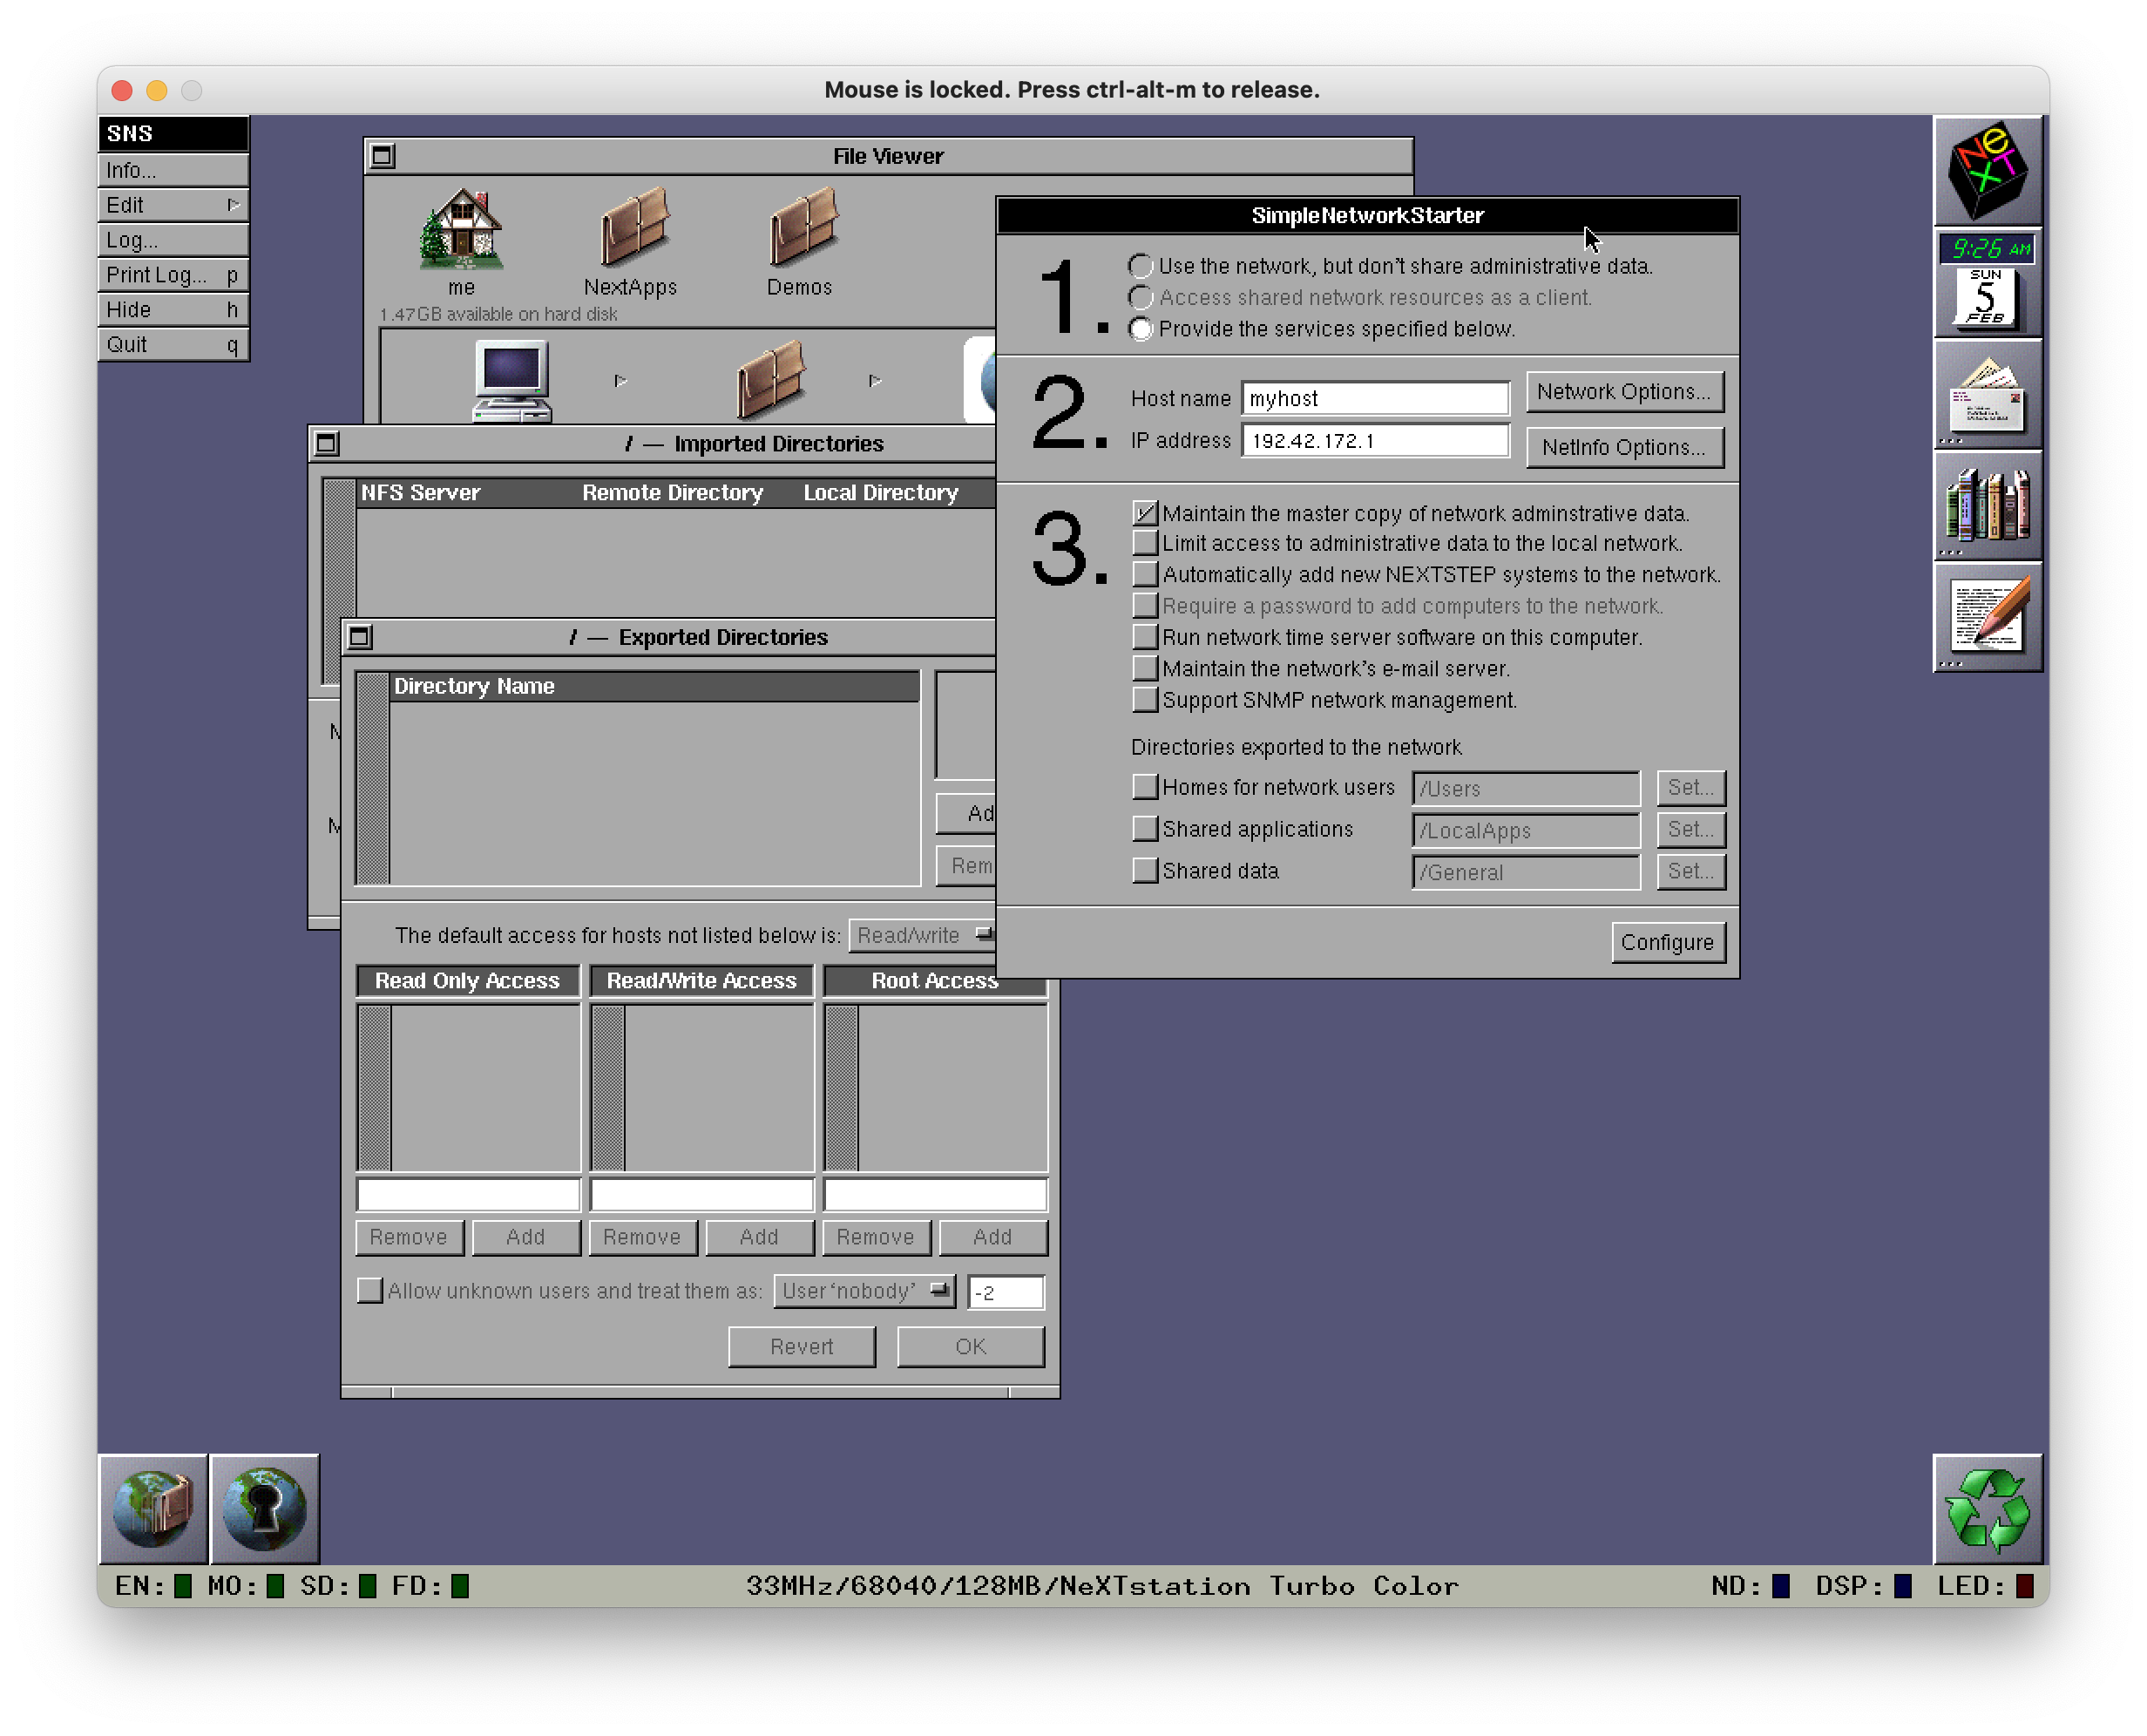 Mouse is locked. Press ctrl-alt-m to release.
SNS
Info...
Edit
Log...
Print Log... p
Hide h
Quit q
File Viewer
me
NextApps
Demos
1.47GB available on hard disk
/ — Imported Directories
NFS Server
Remote Directory
Local Directory
/ — Exported Directories
Directory Name
Ad
Rem
The default access for hosts not listed below is: Read/write
Read Only Access
Read/Write Access
Root Access
Remove
Add
Remove
Add
Remove
Add
Allow unknown users and treat them as: User ‘nobody’ -2
Revert
OK
SimpleNetworkStarter
1.
Use the network, but don’t share administrative data.
Access shared network resources as a client.
Provide the services specified below.
2.
Host name myhost
Network Options...
IP address 192.42.172.1
NetInfo Options...
3.
Maintain the master copy of network adminstrative data.
Limit access to administrative data to the local network.
Automatically add new NEXTSTEP systems to the network.
Require a password to add computers to the network.
Run network time server software on this computer.
Maintain the network’s e-mail server.
Support SNMP network management.
Directories exported to the network
Homes for network users /Users Set...
Shared applications /LocalApps Set...
Shared data /General Set...
Configure
NeXT
9:26 AM
SUN
5
FEB
EN: MO: SD: FD:
33MHz/68040/128MB/NeXTstation Turbo Color
ND: DSP: LED: